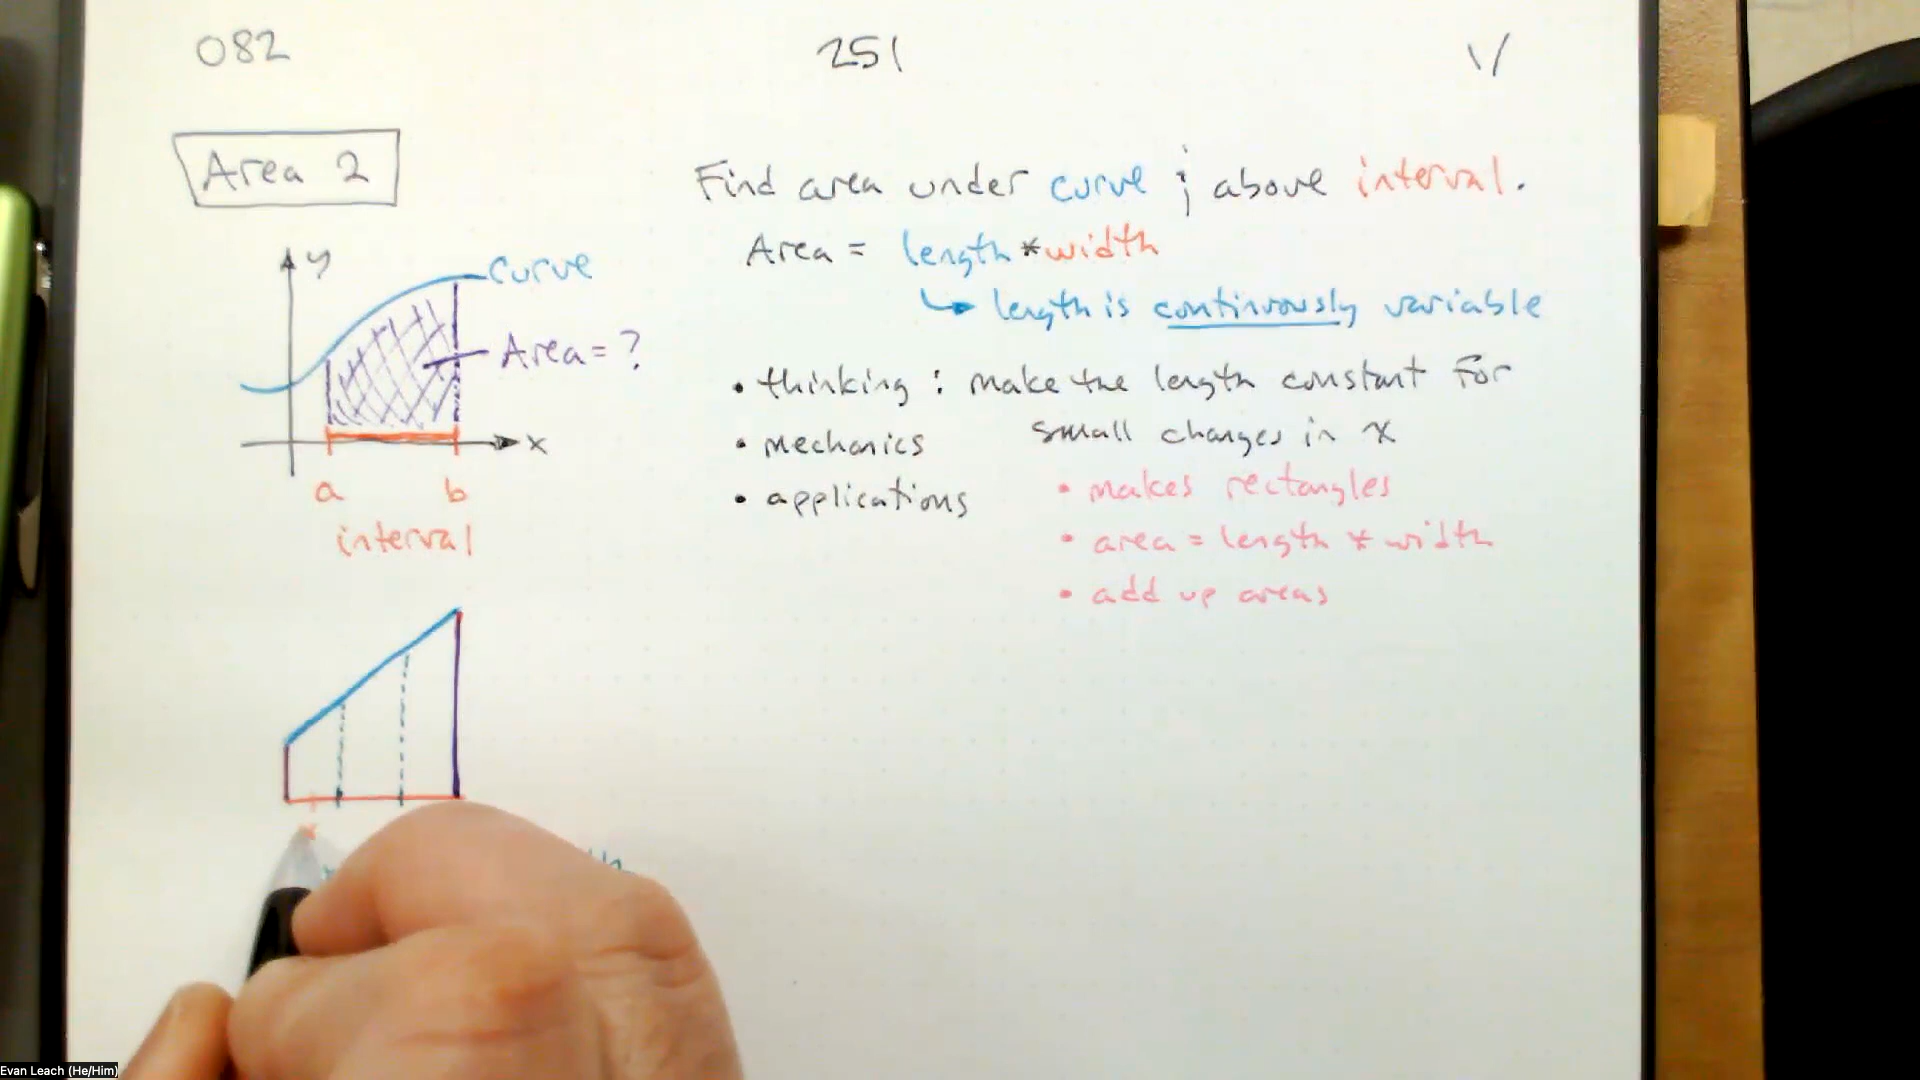 082
251
1/
Area 2
Find area under curve & above interval.
Area = length * width
↳ length is continuously variable
y
curve
Area = ?
x
a
b
interval
• thinking : make the length constant for
small changes in x
• mechanics
• applications
• makes rectangles
• area = length * width
• add up areas
x
Evan Leach (He/Him)